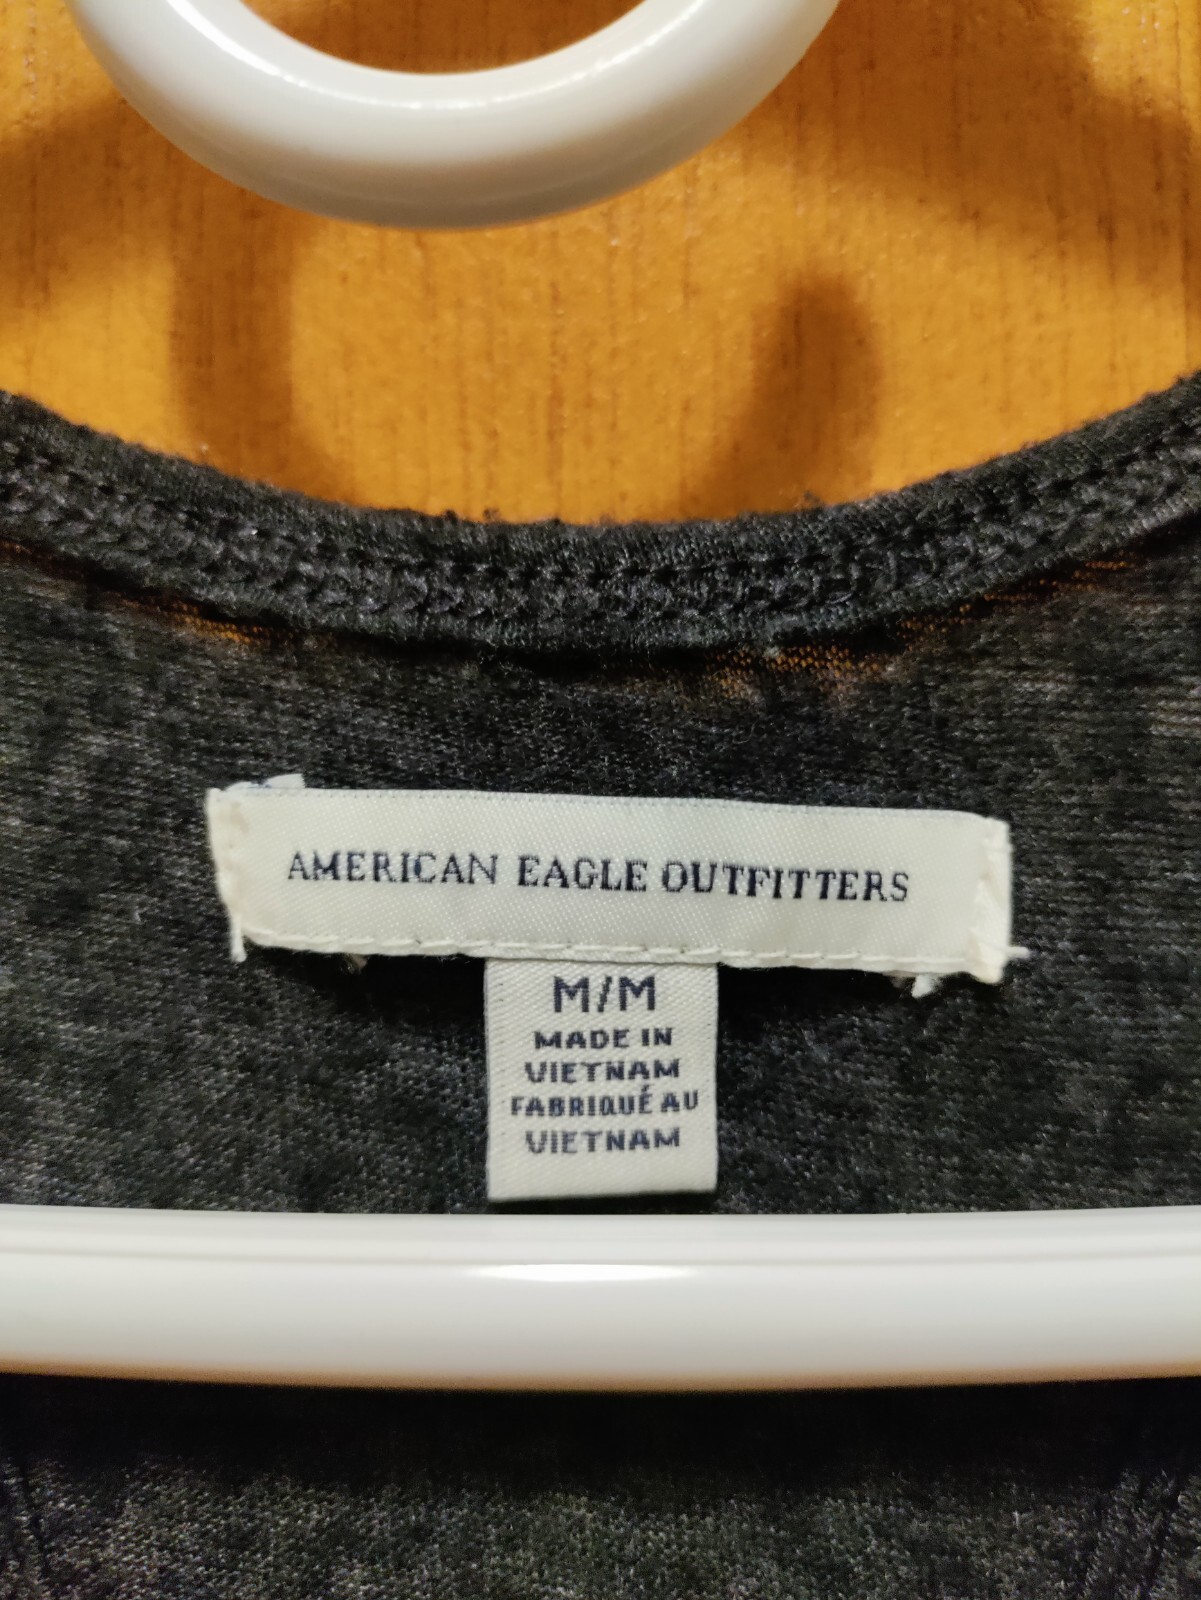 AMERICAN EAGLE OUTFITTERS
M/M
MADE IN
VIETNAM
FABRIQUÉ AU
VIETNAM